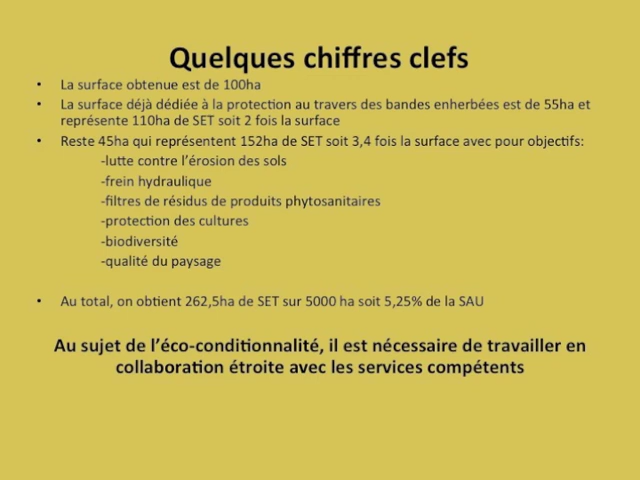 Quelques chiffres clefs
• La surface obtenue est de 100ha
• La surface déjà dédiée à la protection au travers des bandes enherbées est de 55ha et
représente 110ha de SET soit 2 fois la surface
• Reste 45ha qui représentent 152ha de SET soit 3,4 fois la surface avec pour objectifs:
-lutte contre l'érosion des sols
-frein hydraulique
-filtres de résidus de produits phytosanitaires
-protection des cultures
-biodiversité
-qualité du paysage
• Au total, on obtient 262,5ha de SET sur 5000 ha soit 5,25% de la SAU
Au sujet de l'éco-conditionnalité, il est nécessaire de travailler en
collaboration étroite avec les services compétents